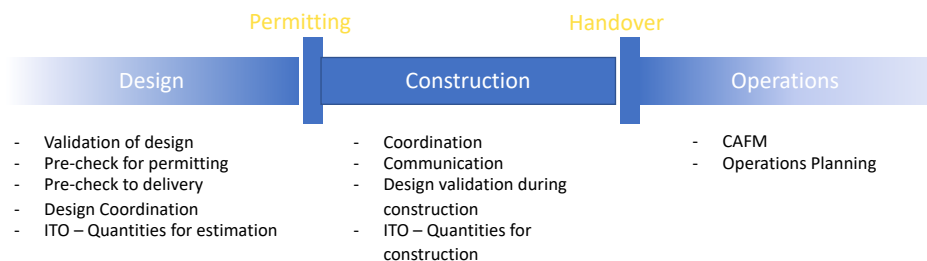 Permitting
Handover
Design
Construction
Operations
- Validation of design
- Pre-check for permitting
- Pre-check to delivery
- Design Coordination
- ITO – Quantities for estimation
- Coordination
- Communication
- Design validation during
construction
- ITO – Quantities for
construction
- CAFM
- Operations Planning